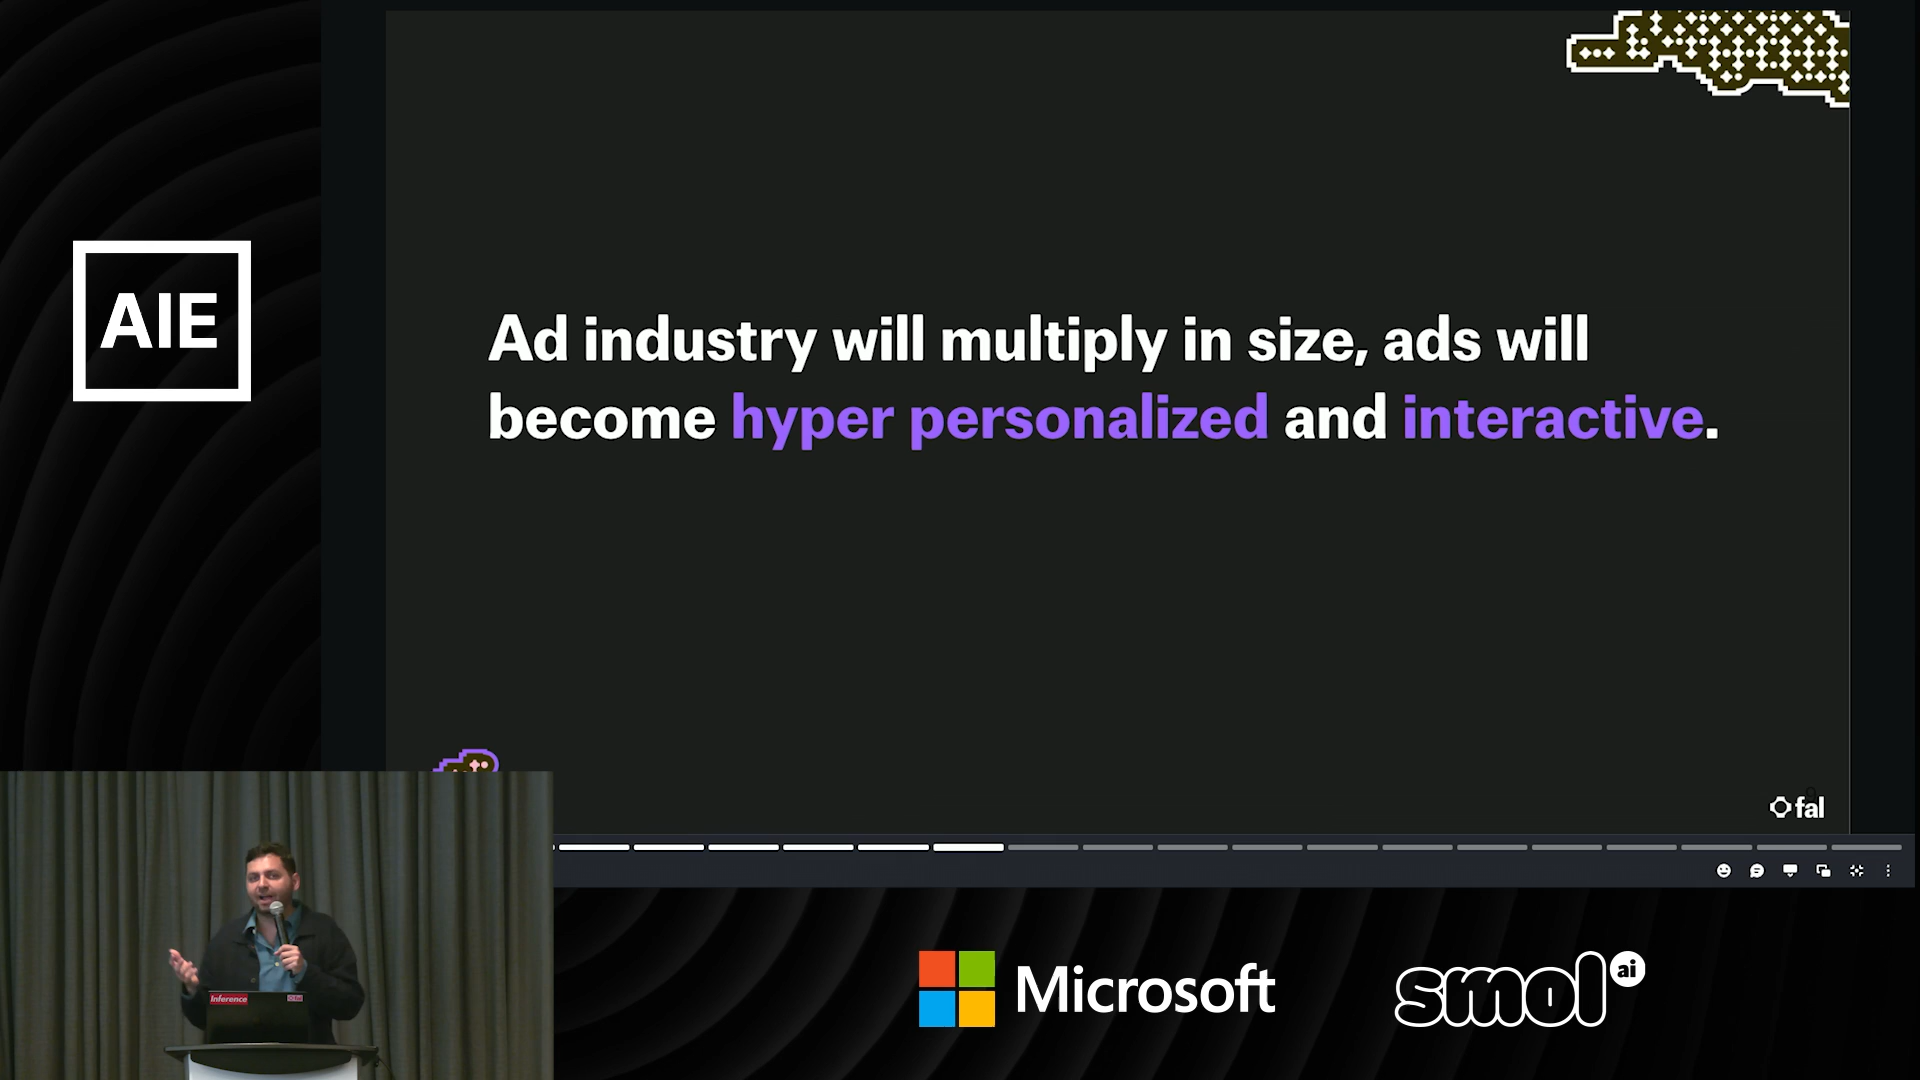 AIE
Ad industry will multiply in size, ads will
become hyper personalized and interactive.
fal
Inference
Microsoft
smol ai